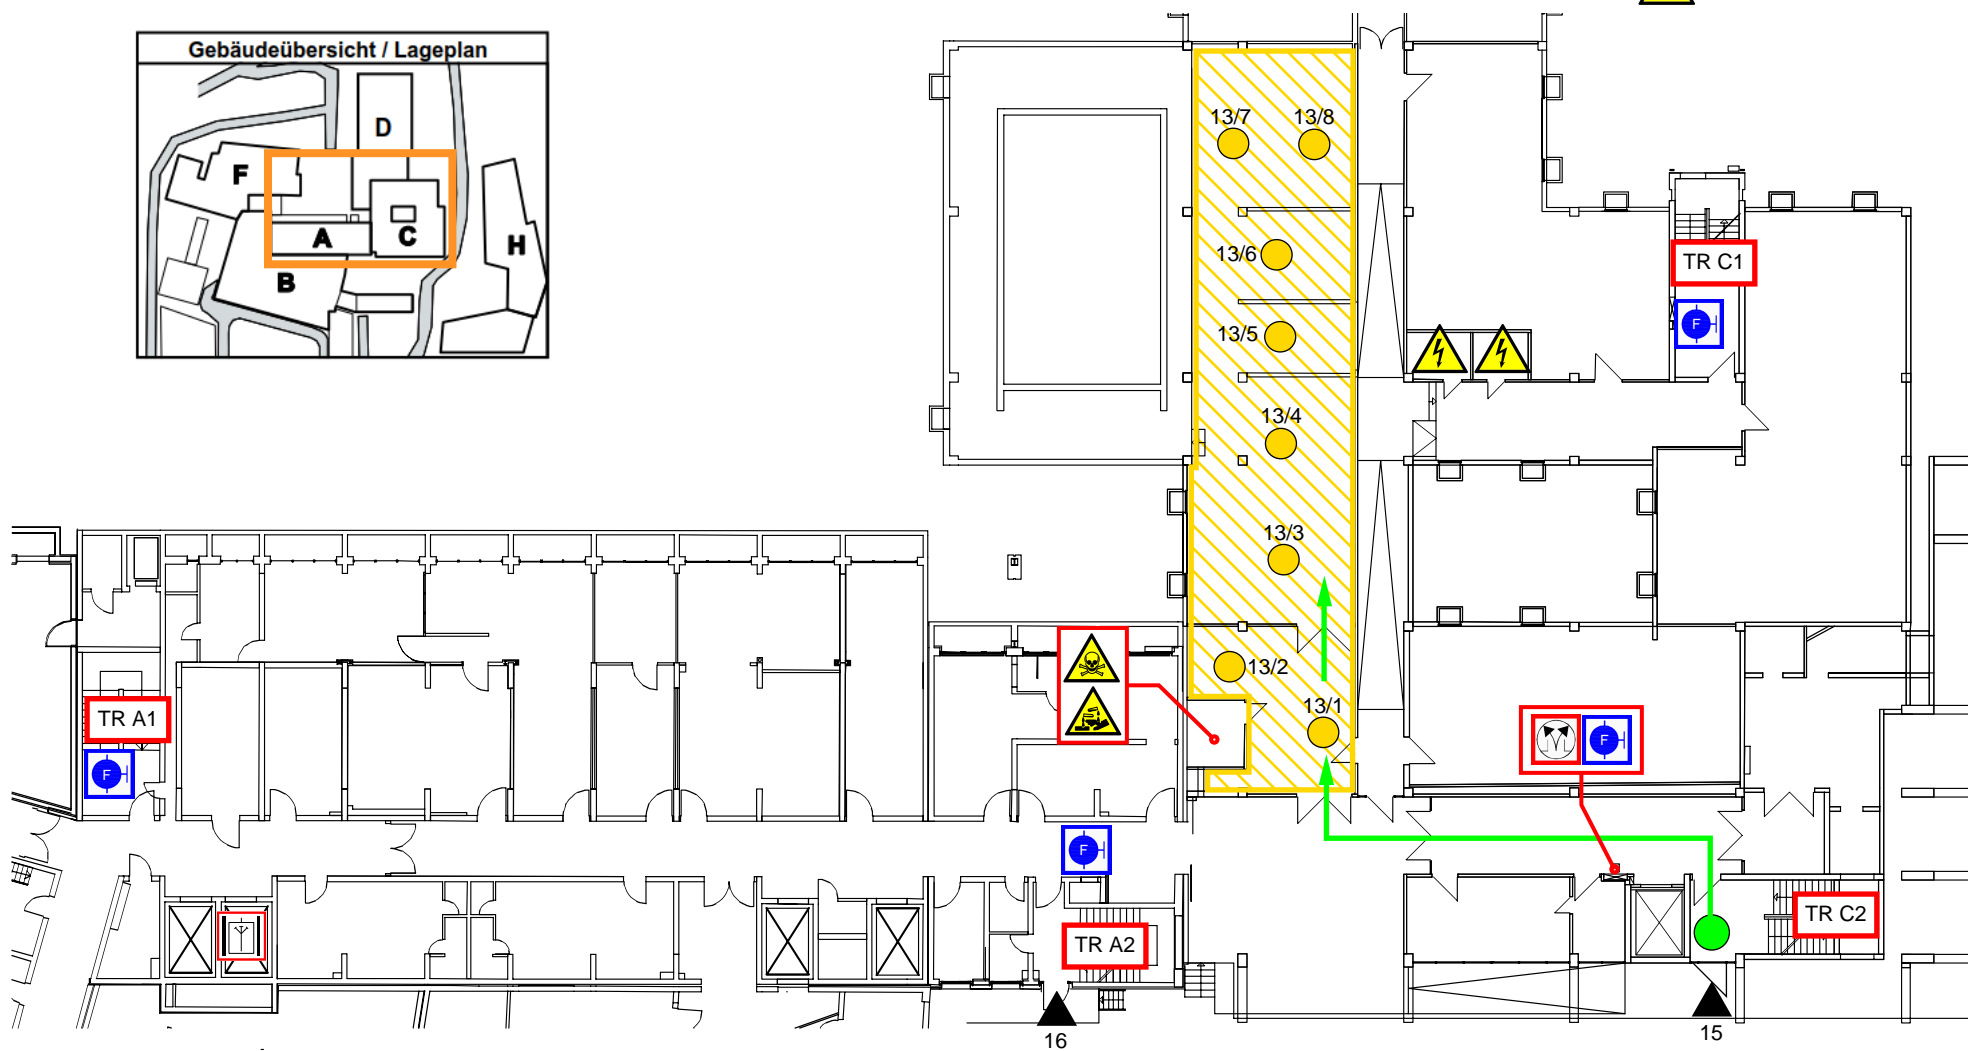 Gebäudeübersicht / Lageplan
D
F
A
C
H
B
13/7
13/8
13/6
TR C1
F
13/5
13/4
13/3
13/2
13/1
TR A1
F
F
F
TR C2
TR A2
16
15